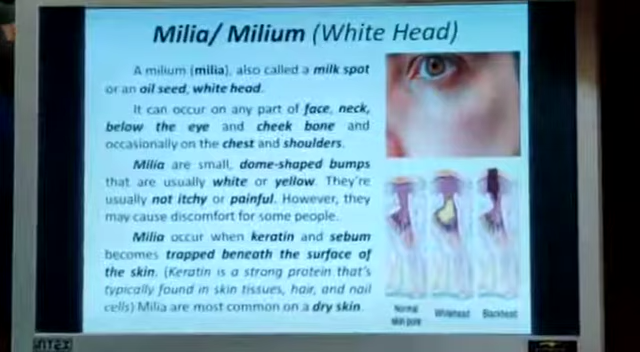 Milia/ Milium (White Head)
A milium (milia), also called a milk spot
or an oil seed, white head.
It can occur on any part of face, neck,
below the eye and cheek bone and
occasionally on the chest and shoulders.
Milia are small, dome-shaped bumps
that are usually white or yellow. They're
usually not itchy or painful. However, they
may cause discomfort for some people.
Milia occur when keratin and sebum
becomes trapped beneath the surface of
the skin. (Keratin is a strong protein that's
typically found in skin tissues, hair, and nail
cells) Milia are most common on a dry skin.
Normal
skin pore
Whitehead
Blackhead
INTEX